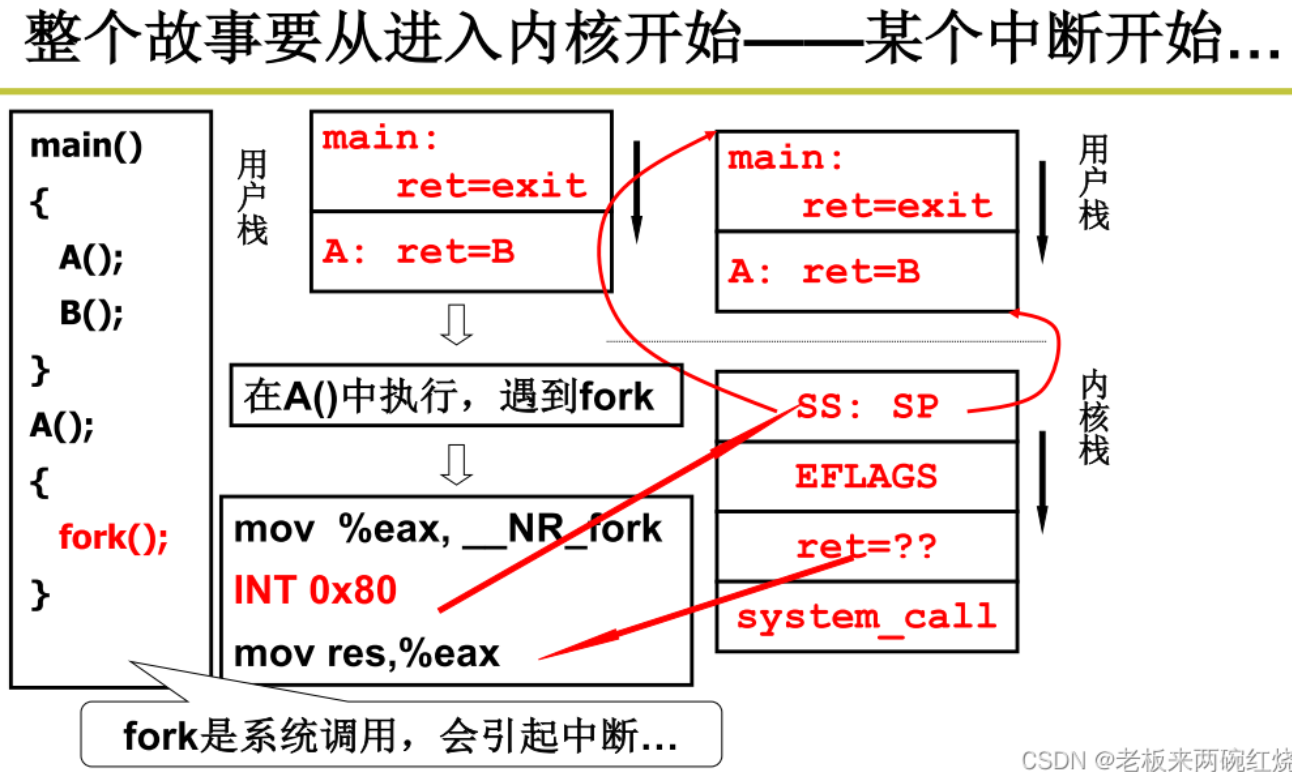 整个故事要从进入内核开始——某个中断开始…
main()
{
A();
B();
}
A();
{
fork();
}
用户栈
main:
ret=exit
A: ret=B
在A()中执行，遇到fork
mov %eax, __NR_fork
INT 0x80
mov res,%eax
fork是系统调用，会引起中断…
main:
ret=exit
A: ret=B
用户栈
SS: SP
EFLAGS
ret=??
system_call
内核栈
CSDN @老板来两碗红烧